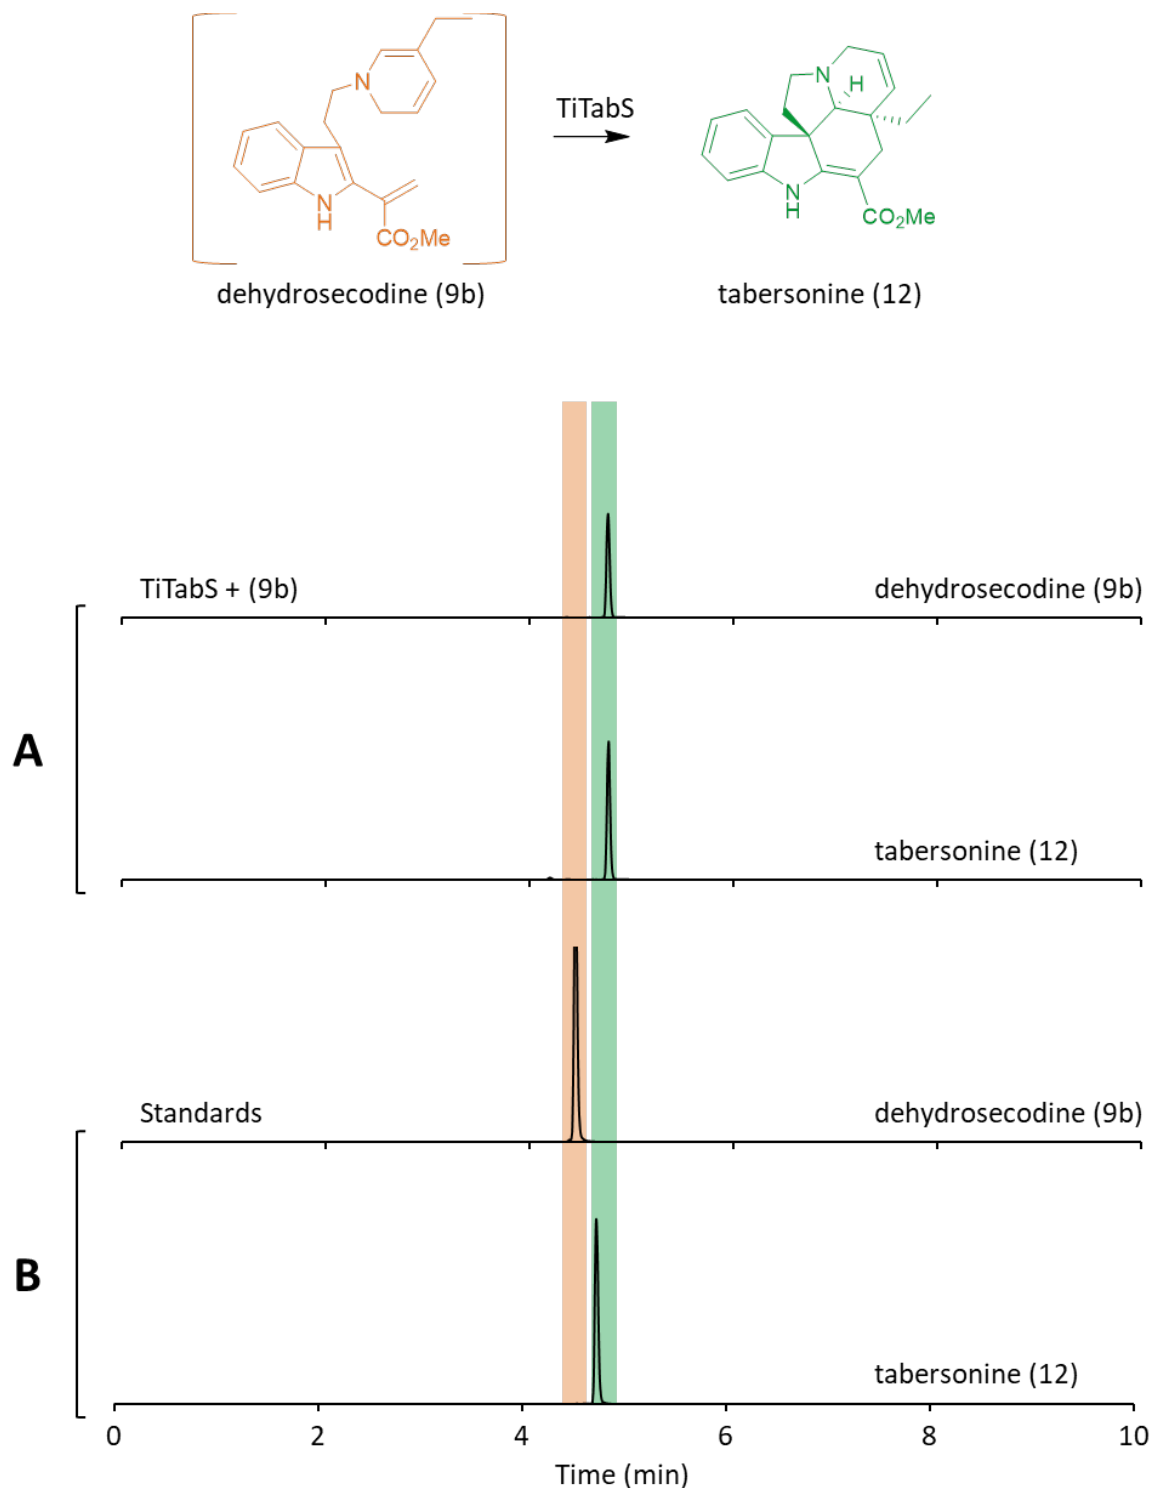 N
N
H
CO2Me
dehydrosecodine (9b)
TiTabS
N
H
N
H
CO2Me
tabersonine (12)
TiTabS + (9b)
dehydrosecodine (9b)
A
tabersonine (12)
Standards
dehydrosecodine (9b)
B
tabersonine (12)
0 2 4 6 8 10
Time (min)